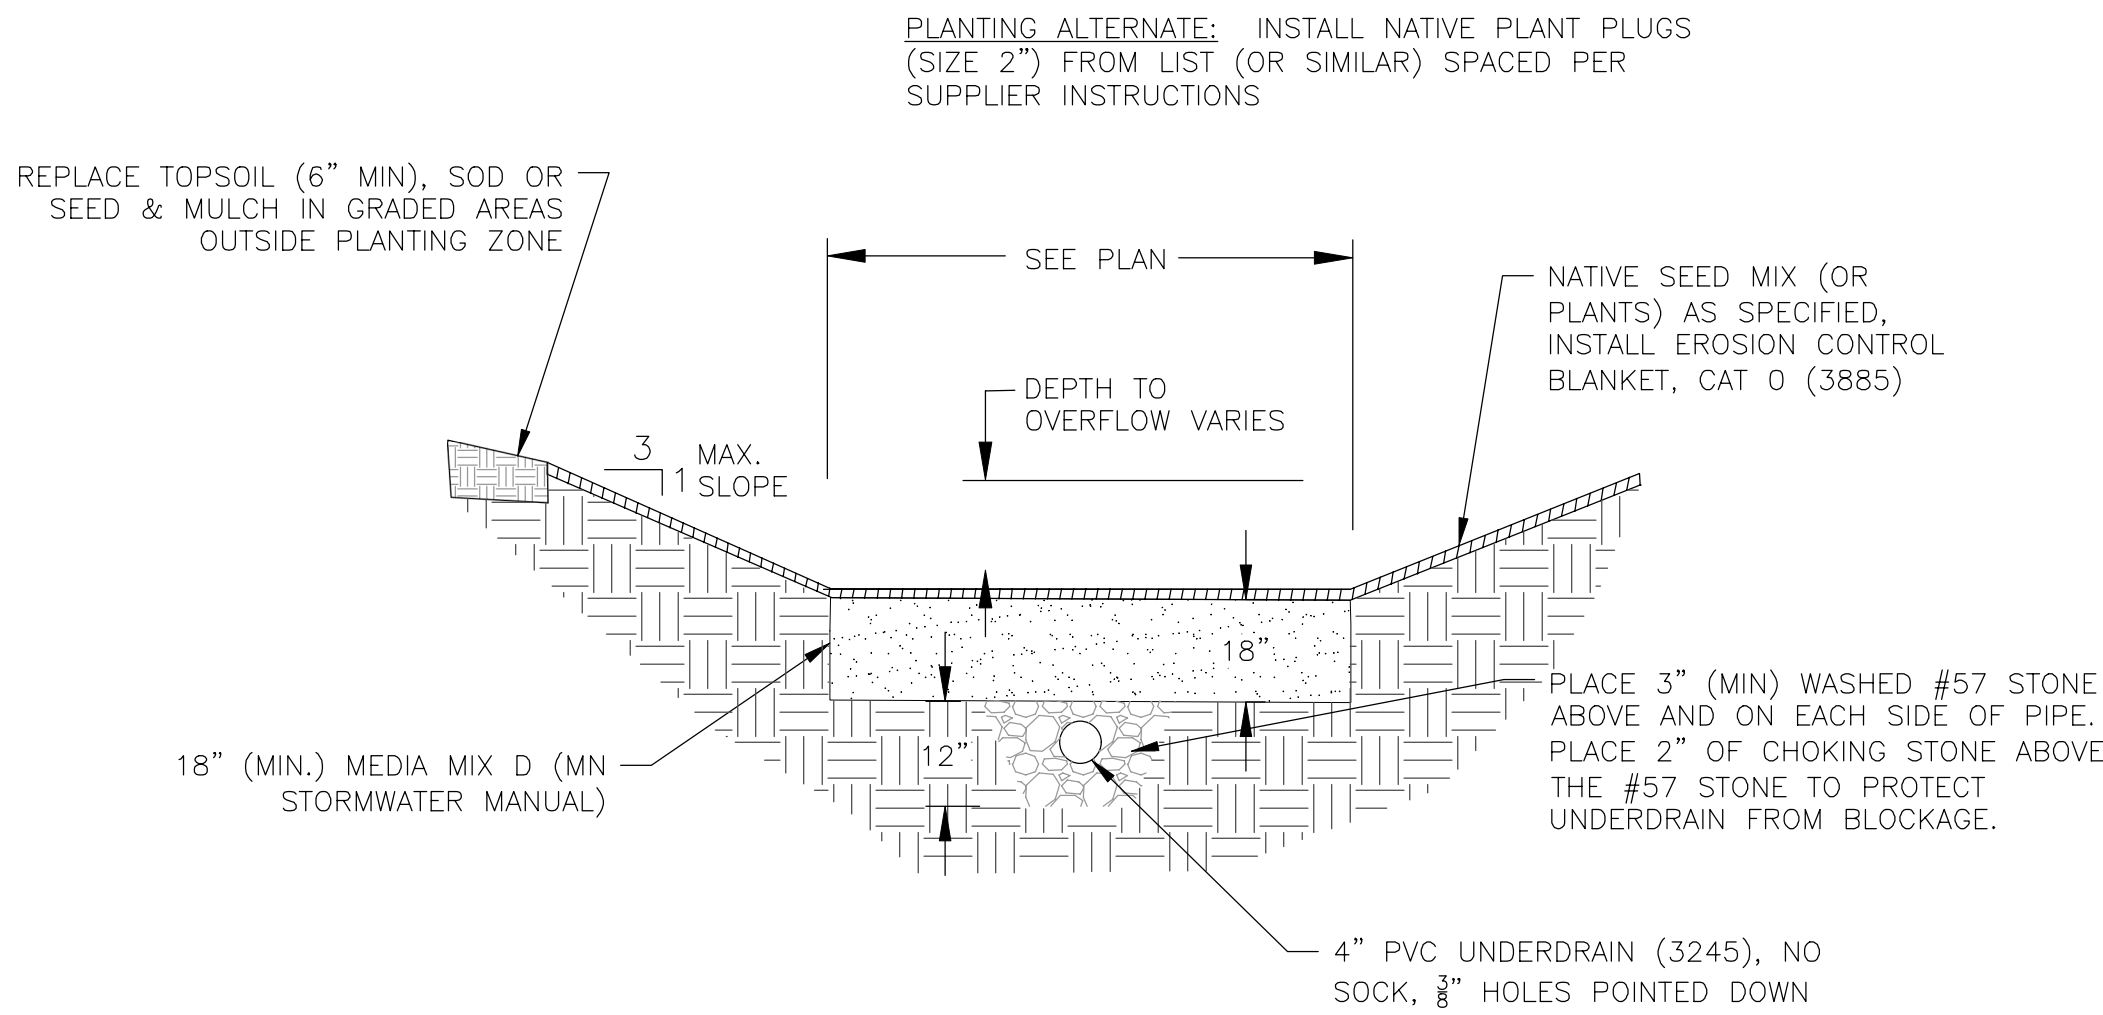 PLANTING ALTERNATE: INSTALL NATIVE PLANT PLUGS
(SIZE 2") FROM LIST (OR SIMILAR) SPACED PER
SUPPLIER INSTRUCTIONS
REPLACE TOPSOIL (6" MIN), SOD OR
SEED & MULCH IN GRADED AREAS
OUTSIDE PLANTING ZONE
SEE PLAN
NATIVE SEED MIX (OR
PLANTS) AS SPECIFIED,
INSTALL EROSION CONTROL
BLANKET, CAT 0 (3885)
DEPTH TO
OVERFLOW VARIES
3
1
MAX.
SLOPE
18"
12"
PLACE 3" (MIN) WASHED #57 STONE
ABOVE AND ON EACH SIDE OF PIPE.
PLACE 2" OF CHOKING STONE ABOVE
THE #57 STONE TO PROTECT
UNDERDRAIN FROM BLOCKAGE.
18" (MIN.) MEDIA MIX D (MN
STORMWATER MANUAL)
4" PVC UNDERDRAIN (3245), NO
SOCK, 3/8" HOLES POINTED DOWN